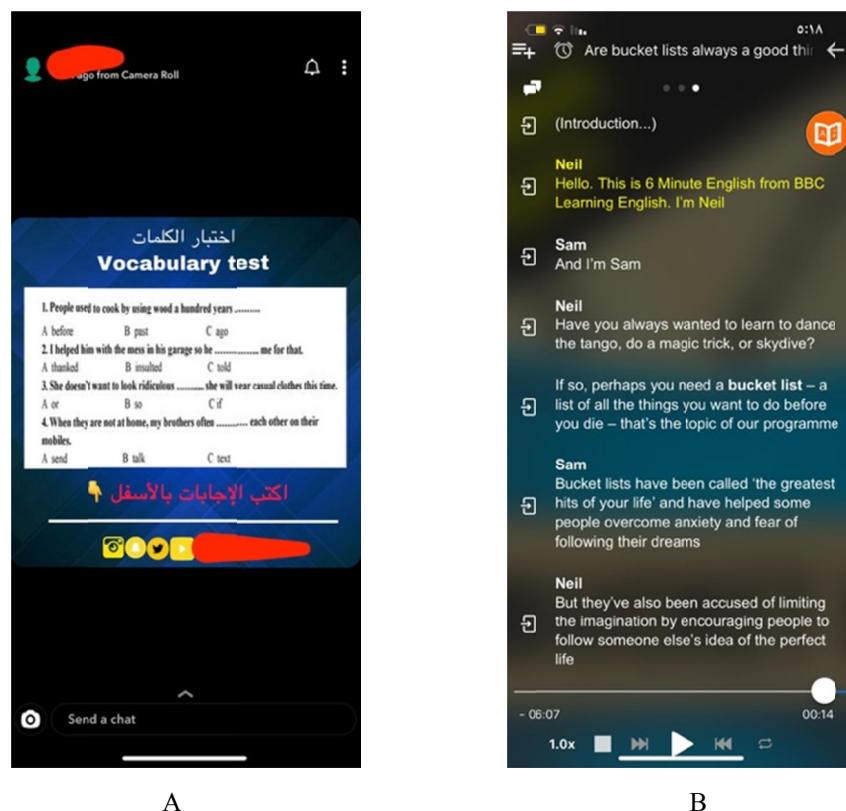 ago from Camera Roll
اختبار الكلمات
Vocabulary test
1. People used to cook by using wood a hundred years ..........
A before B past C ago
2. I helped him with the mess in his garage so he ................. me for that.
A thanked B insulted C told
3. She doesn't want to look ridiculous .......... she will vear casual clothes this time.
A or B so C if
4. When they are not at home, my brothers often ............ each other on their
mobiles.
A send B talk C text
اكتب الإجابات بالأسفل
Send a chat
A
٥:١٨
Are bucket lists always a good thi
(Introduction...)
Neil
Hello. This is 6 Minute English from BBC
Learning English. I'm Neil
Sam
And I'm Sam
Neil
Have you always wanted to learn to dance
the tango, do a magic trick, or skydive?
If so, perhaps you need a bucket list – a
list of all the things you want to do before
you die – that's the topic of our programme
Sam
Bucket lists have been called 'the greatest
hits of your life' and have helped some
people overcome anxiety and fear of
following their dreams
Neil
But they've also been accused of limiting
the imagination by encouraging people to
follow someone else's idea of the perfect
life
- 06:07 00:14
1.0x
B